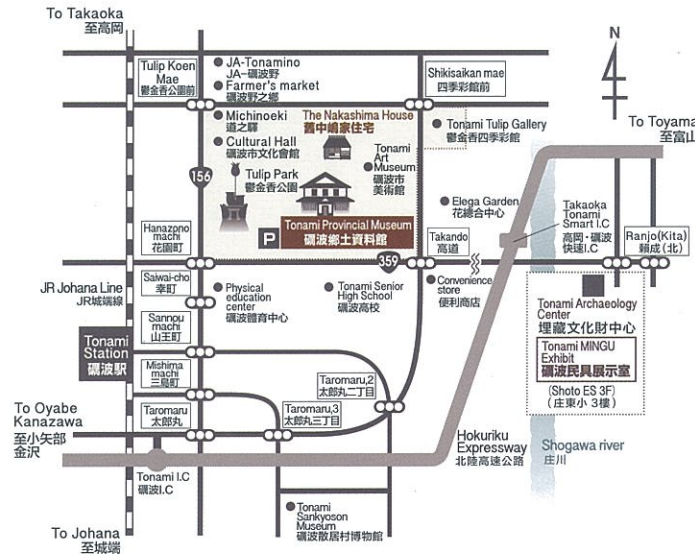 To Takaoka
至高岡
N
Tulip Koen
Mae
鬱金香公園前
JA-Tonamino
JA−礪波野
Farmer's market
礪波野之郷
Shikisaikan mae
四季彩館前
Michinoeki
道之驛
Cultural Hall
礪波市文化會館
The Nakashima House
舊中嶋家住宅
Tonami Tulip Gallery
鬱金香四季彩館
To Toyama
至富山
156
Tulip Park
鬱金香公園
Tonami
Art
Museum
礪波市
美術館
Elega Garden
花總合中心
Takaoka
Tonami
Smart I.C
高岡・礪波
快速I.C
Hanazono
machi
花園町
P
Tonami Provincial Museum
礪波郷土資料館
Takando
高道
Ranjo(Kita)
頼成(北)
359
JR Johana Line
JR城端線
Saiwai-cho
幸町
Physical
education
center
礪波體育中心
Tonami Senior
High School
礪波高校
Convenience
store
便利商店
Tonami Archaeology
Center
埋藏文化財中心
Sannou
machi
山王町
Tonami
Station
礪波駅
Tonami MINGU
Exhibit
礪波民具展示室
(Shoto ES 3F)
(庄東小 3樓)
Mishima
machi
三島町
Taromaru,2
太郎丸二丁目
To Oyabe
Kanazawa
至小矢部
金沢
Taromaru
太郎丸
Taromaru,3
太郎丸三丁目
Hokuriku
Expressway
北陸高速公路
Shogawa river
庄川
Tonami I.C
礪波I.C
Tonami
Sankyoson
Museum
礪波散居村博物館
To Johana
至城端